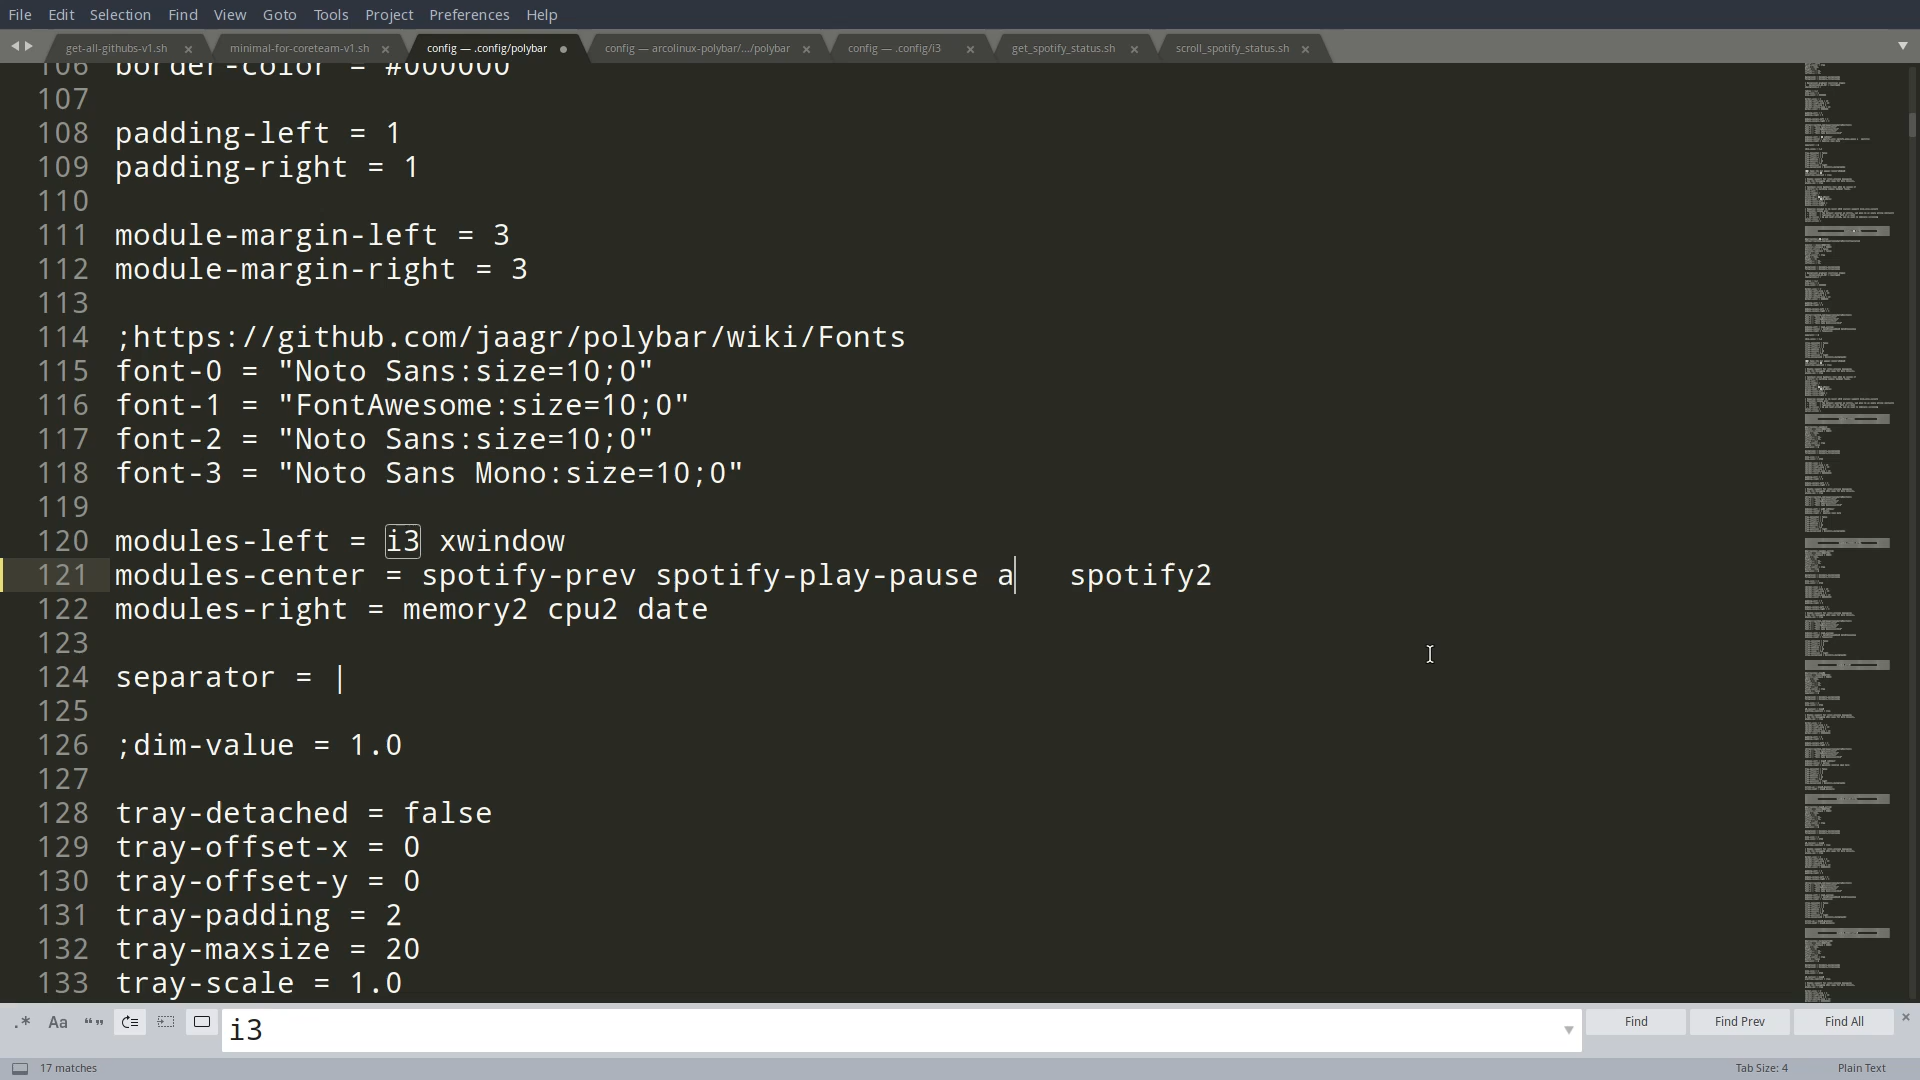 File Edit Selection Find View Goto Tools Project Preferences Help
get-all-githubs-v1.sh × minimal-for-coreteam-v1.sh × config — .config/polybar ● config — arcolinux-polybar/.../polybar × config — .config/i3 × get_spotify_status.sh × scroll_spotify_status.sh ×
106 border-color = #000000
107
108 padding-left = 1
109 padding-right = 1
110
111 module-margin-left = 3
112 module-margin-right = 3
113
114 ;https://github.com/jaagr/polybar/wiki/Fonts
115 font-0 = "Noto Sans:size=10;0"
116 font-1 = "FontAwesome:size=10;0"
117 font-2 = "Noto Sans:size=10;0"
118 font-3 = "Noto Sans Mono:size=10;0"
119
120 modules-left = i3 xwindow
121 modules-center = spotify-prev spotify-play-pause a   spotify2
122 modules-right = memory2 cpu2 date
123
124 separator = |
125
126 ;dim-value = 1.0
127
128 tray-detached = false
129 tray-offset-x = 0
130 tray-offset-y = 0
131 tray-padding = 2
132 tray-maxsize = 20
133 tray-scale = 1.0
.* Aa “” i3 Find Find Prev Find All ×
17 matches Tab Size: 4 Plain Text